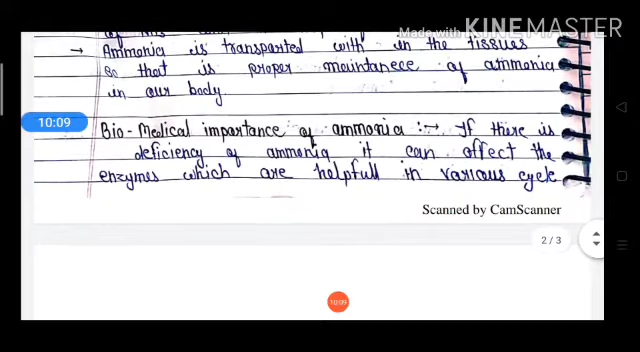 Made with KINEMASTER
→ Ammonia is transparted with in the tissues
so that is proper maintanece of ammonia
in our body.
10:09
Bio-Medical importance of ammonia :-→ If there is
deficiency of ammonia it can affect the
enzymes which are helpfull in various cycle
Scanned by CamScanner
2/3
10:09